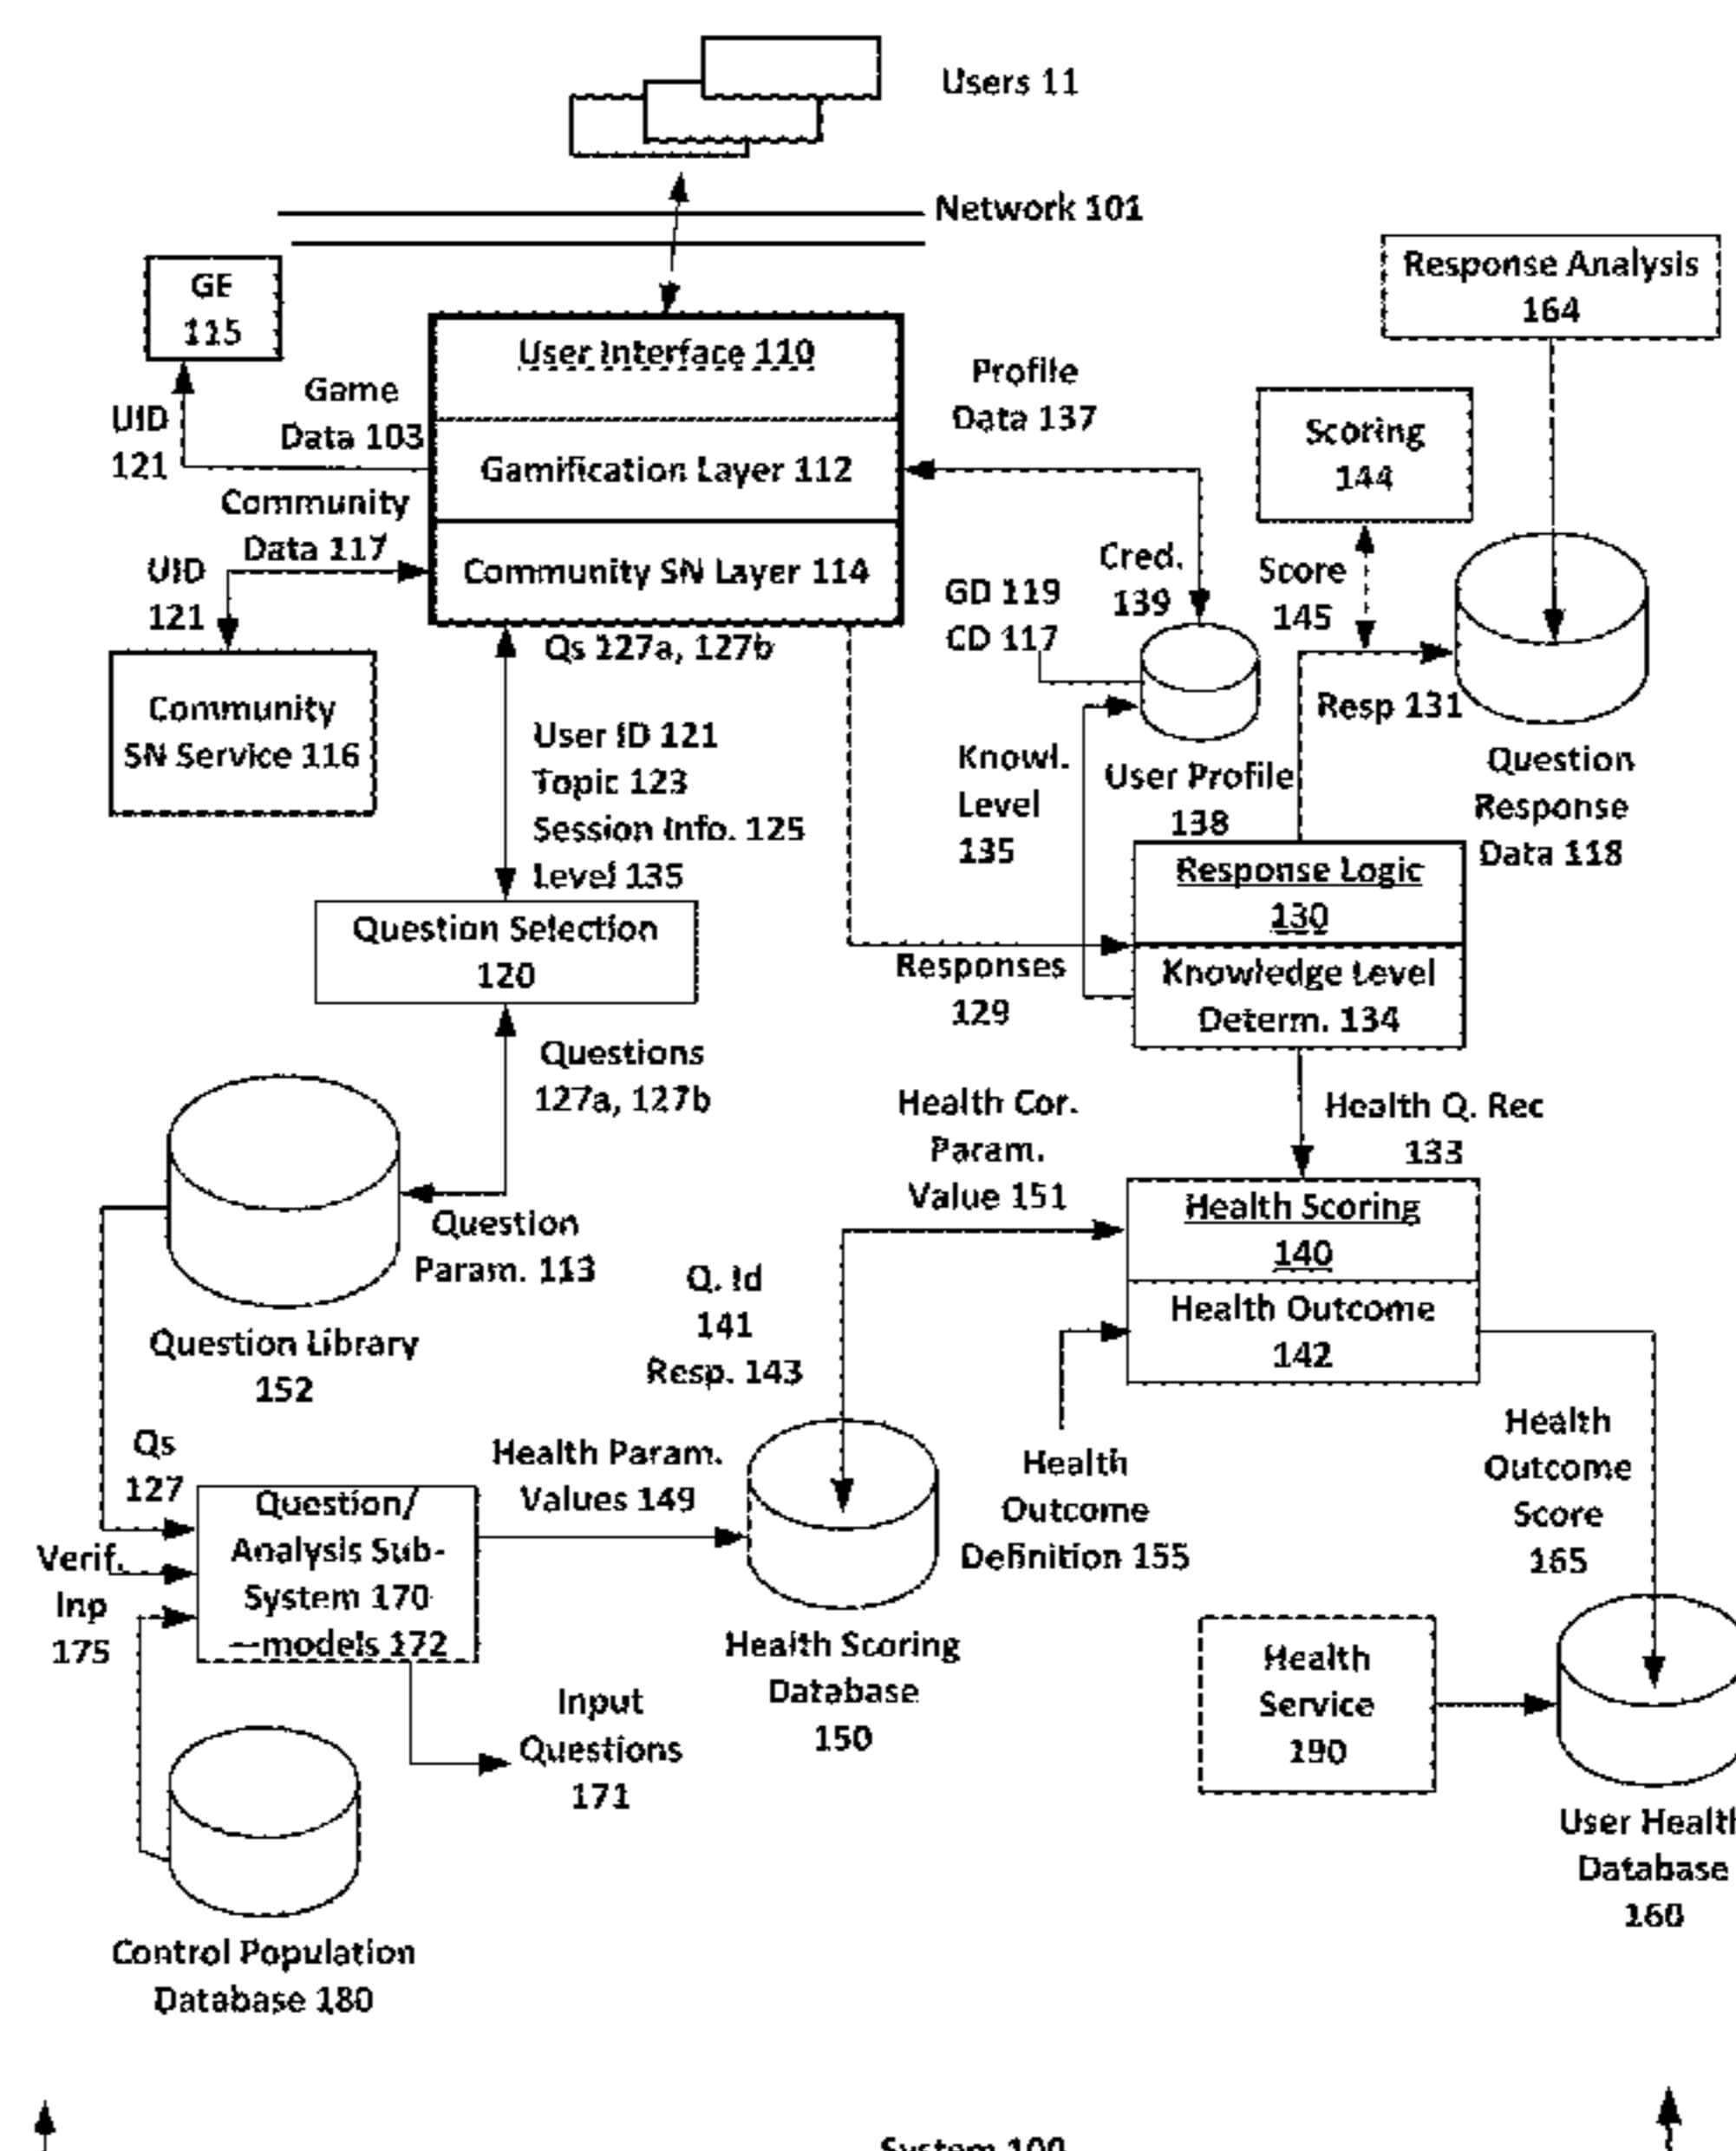 Users 11
Network 101
GE
115
Response Analysis
164
User Interface 110
Game
Data 103
UID
121
Profile
Data 137
Scoring
144
Gamification Layer 112
Community
Data 117
UID
121
Community SN Layer 114
GD 119
CD 117
Cred.
139
Score
145
Qs 127a, 127b
Community
SN Service 116
Resp 131
User ID 121
Topic 123
Session Info. 125
Level 135
Knowl.
Level
135
User Profile
138
Question
Response
Data 118
Response Logic
130
Question Selection
120
Responses
129
Knowledge Level
Determ. 134
Questions
127a, 127b
Health Cor.
Param.
Value 151
Health Q. Rec
133
Question
Param. 113
Health Scoring
140
Q. Id
141
Resp. 143
Health Outcome
142
Question Library
152
Qs
127
Health Param.
Values 149
Health
Outcome
Definition 155
Health
Outcome
Score
165
Question/
Analysis Sub-
System 170
—models 172
Verif.
Inp
175
Health Scoring
Database
150
Health
Service
190
Input
Questions
171
User Health
Database
160
Control Population
Database 180
System 100